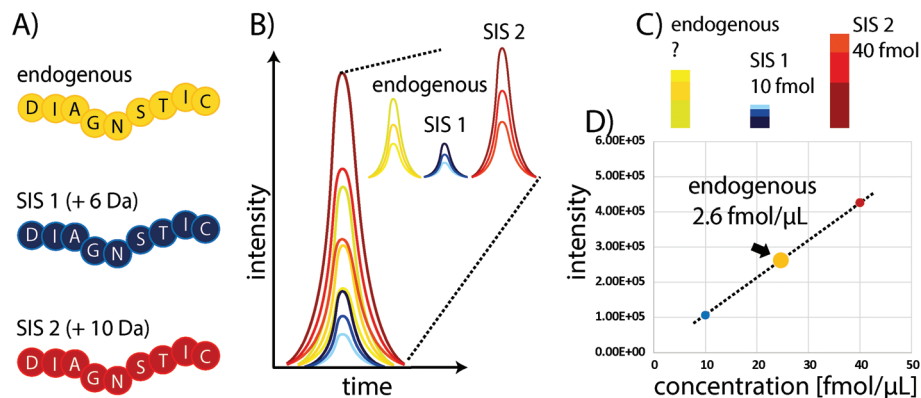 A)
endogenous
D I A G N S T I C
SIS 1 (+ 6 Da)
D I A G N S T I C
SIS 2 (+ 10 Da)
D I A G N S T I C
B)
SIS 2
endogenous
SIS 1
intensity
time
C)
endogenous
?
SIS 1
10 fmol
SIS 2
40 fmol
D)
6.00E+05
5.00E+05
4.00E+05
3.00E+05
2.00E+05
1.00E+05
0.00E+00
intensity
endogenous
2.6 fmol/µL
0 10 20 30 40 50
concentration [fmol/µL]